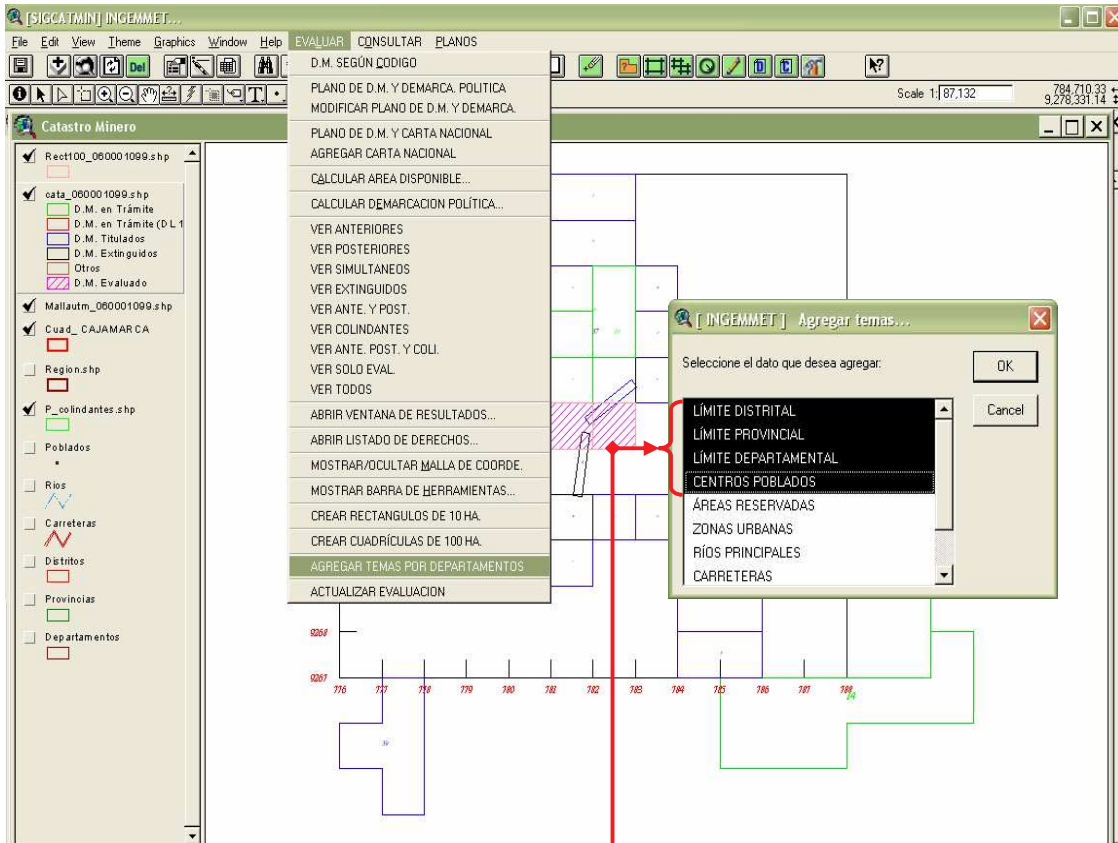 [SIGCATMIN] INGEMMET...
File Edit View Theme Graphics Window Help EVALUAR CONSULTAR PLANOS
Scale 1: 87,132
784,710.33
9,278,331.14
Catastro Minero
Rect100_060001099.shp
cata_060001099.shp
D.M. en Trámite
D.M. en Trámite (D L 1
D.M. Titulados
D.M. Extinguidos
Otros
D.M. Evaluado
Mallautm_060001099.shp
Cuad_ CAJAMARCA
Region.shp
P_colindantes.shp
Poblados
Rios
Carreteras
Distritos
Provincias
Departamentos
D.M. SEGÚN CODIGO
PLANO DE D.M. Y DEMARCA. POLITICA
MODIFICAR PLANO DE D.M. Y DEMARCA.
PLANO DE D.M. Y CARTA NACIONAL
AGREGAR CARTA NACIONAL
CALCULAR AREA DISPONIBLE...
CALCULAR DEMARCACION POLÍTICA...
VER ANTERIORES
VER POSTERIORES
VER SIMULTANEOS
VER EXTINGUIDOS
VER ANTE. Y POST.
VER COLINDANTES
VER ANTE. POST. Y COLI.
VER SOLO EVAL.
VER TODOS
ABRIR VENTANA DE RESULTADOS...
ABRIR LISTADO DE DERECHOS...
MOSTRAR/OCULTAR MALLA DE COORDE.
MOSTRAR BARRA DE HERRAMIENTAS...
CREAR RECTANGULOS DE 10 HA.
CREAR CUADRÍCULAS DE 100 HA.
AGREGAR TEMAS POR DEPARTAMENTOS
ACTUALIZAR EVALUACION
[ INGEMMET ] Agregar temas...
Seleccione el dato que desea agregar:
OK
Cancel
LÍMITE DISTRITAL
LÍMITE PROVINCIAL
LÍMITE DEPARTAMENTAL
CENTROS POBLADOS
ÁREAS RESERVADAS
ZONAS URBANAS
RÍOS PRINCIPALES
CARRETERAS
9268
9267
776 777 778 779 780 781 782 783 784 785 786 787 788
24